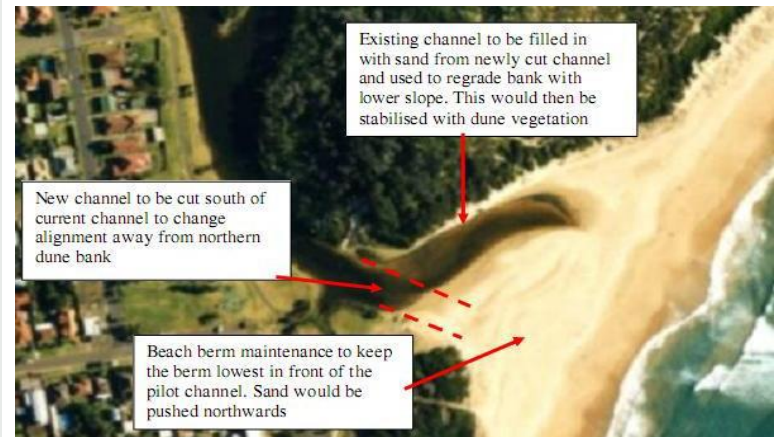 Existing channel to be filled in
with sand from newly cut channel
and used to regrade bank with
lower slope. This would then be
stabilised with dune vegetation
New channel to be cut south of
current channel to change
alignment away from northern
dune bank
Beach berm maintenance to keep
the berm lowest in front of the
pilot channel. Sand would be
pushed northwards